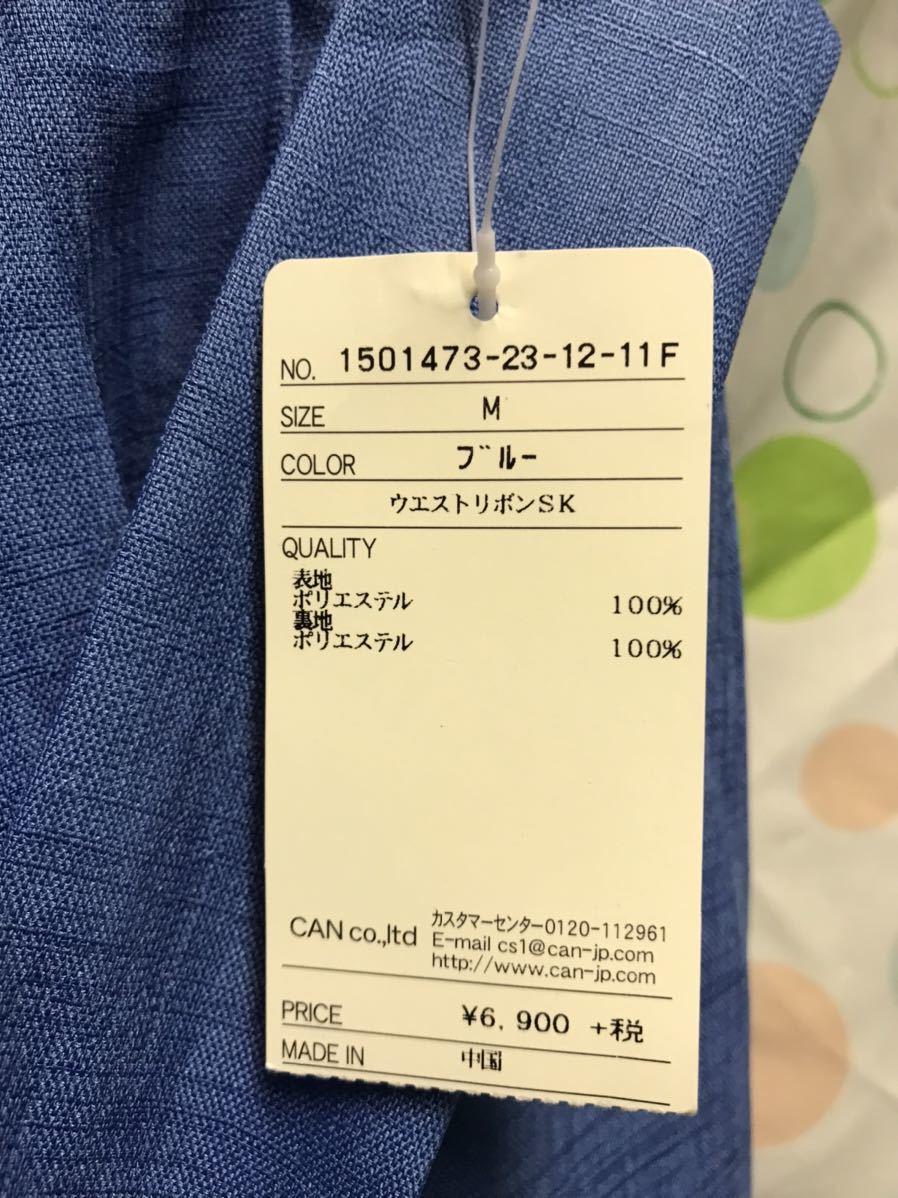 NO. 1501473-23-12-11F
SIZE M
COLOR ブルー
ウエストリボンSK
QUALITY
表地
ポリエステル 100%
裏地
ポリエステル 100%
CAN co.,ltd カスタマーセンター0120-112961
E-mail cs1@can-jp.com
http://www.can-jp.com
PRICE ¥6,900 +税
MADE IN 中国